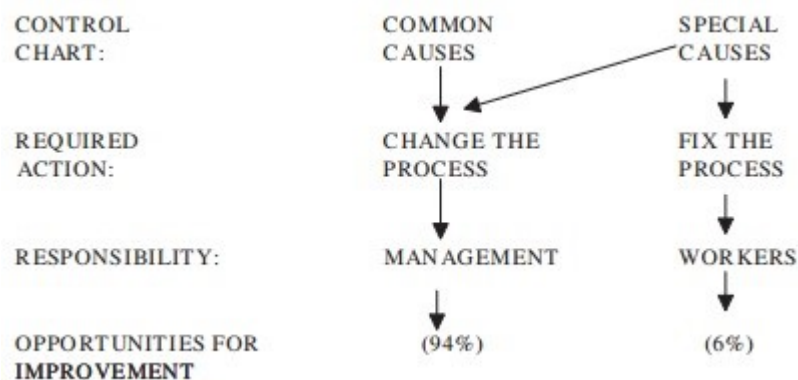 CONTROL COMMON SPECIAL
CHART: CAUSES CAUSES
REQUIRED CHANGE THE FIX THE
ACTION: PROCESS PROCESS
RESPONSIBILITY: MANAGEMENT WORKERS
OPPORTUNITIES FOR (94%) (6%)
IMPROVEMENT